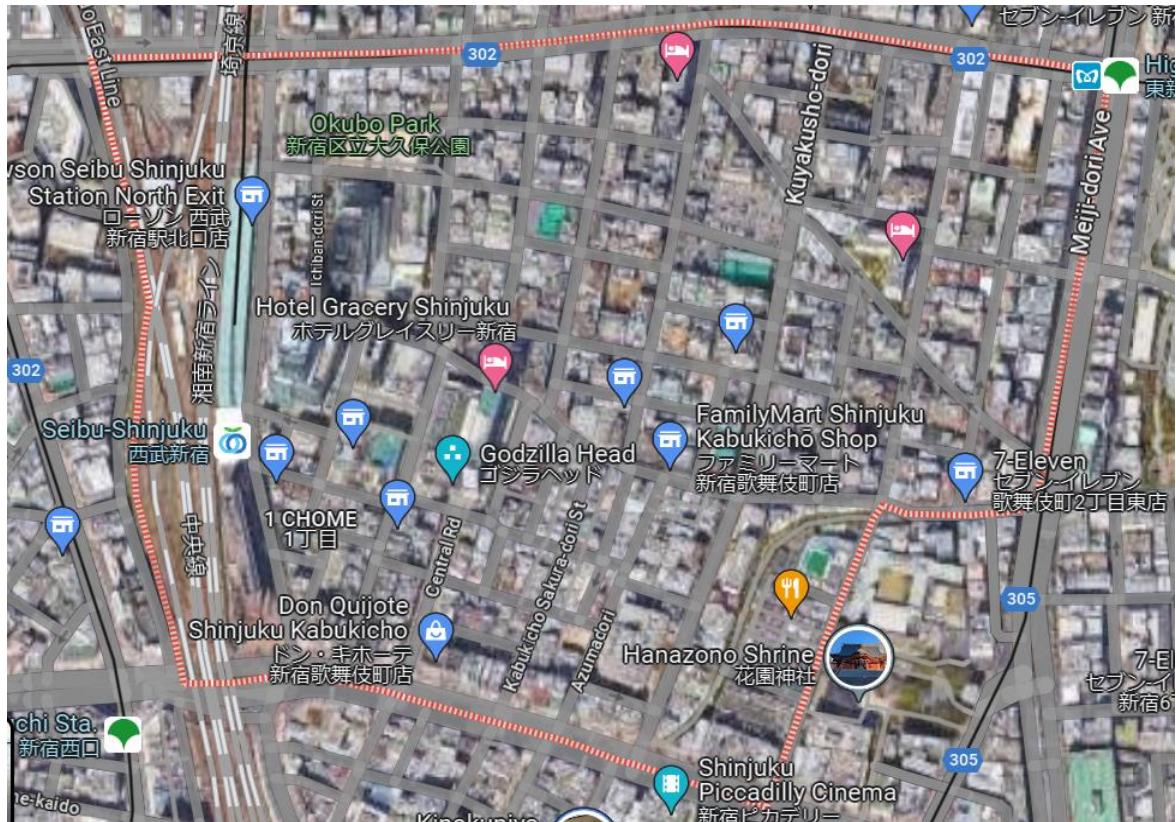 セブン-イレブン 新
302
302
Hig
東新
oEast Line
埼京線
Kuyakusho-dori
Okubo Park
新宿区立大久保公園
Meiji-dori Ave
wson Seibu Shinjuku
Station North Exit
ローソン 西武
新宿駅北口店
Ichiban-dori St
湘南新宿ライン
Hotel Gracery Shinjuku
ホテルグレイスリー新宿
302
Seibu-Shinjuku
西武新宿
Godzilla Head
ゴジラヘッド
FamilyMart Shinjuku
Kabukichō Shop
ファミリーマート
新宿歌舞伎町店
7-Eleven
セブン-イレブン
歌舞伎町2丁目東店
1 CHOME
1丁目
中央線
Central Rd
Kabukicho Sakura-dori St
Azumadori
305
Don Quijote
Shinjuku Kabukicho
ドン・キホーテ
新宿歌舞伎町店
Hanazono Shrine
花園神社
7-El
セブン-イ
新宿6
chi Sta.
新宿西口
305
Shinjuku
Piccadilly Cinema
新宿ピカデリー
me-kaido
Kinokuniya